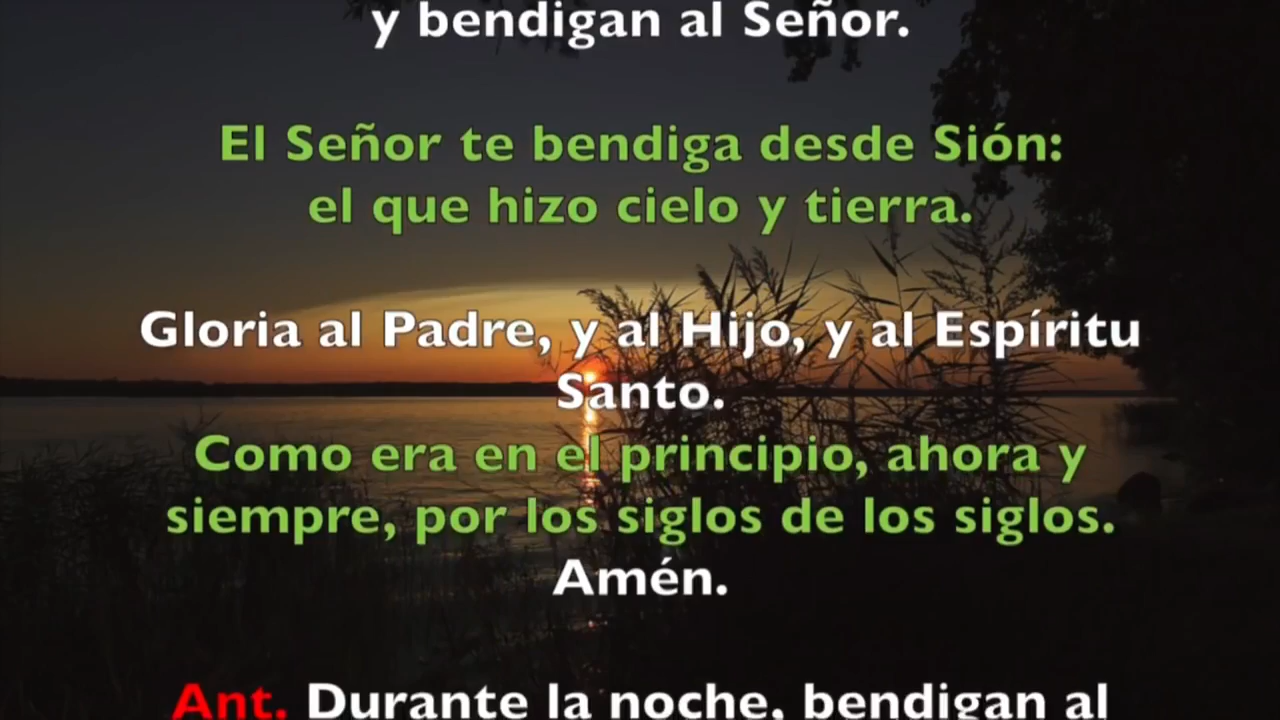 y bendigan al Señor.
El Señor te bendiga desde Sión:
el que hizo cielo y tierra.
Gloria al Padre, y al Hijo, y al Espíritu
Santo.
Como era en el principio, ahora y
siempre, por los siglos de los siglos.
Amén.
Ant. Durante la noche, bendigan al